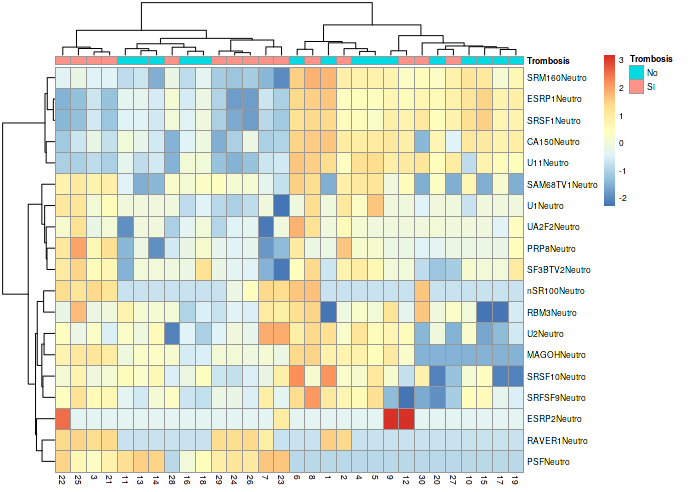 Trombosis
SRM160Neutro
ESRP1Neutro
SRSF1Neutro
CA150Neutro
U11Neutro
SAM68TV1Neutro
U1Neutro
UA2F2Neutro
PRP8Neutro
SF3BTV2Neutro
nSR100Neutro
RBM3Neutro
U2Neutro
MAGOHNeutro
SRSF10Neutro
SRFSF9Neutro
ESRP2Neutro
RAVER1Neutro
PSFNeutro
22 25 3 21 11 13 14 28 16 18 29 24 26 7 23 6 8 1 2 4 5 9 12 30 20 27 10 15 17 19
3
2
1
0
-1
-2
Trombosis
No
SI